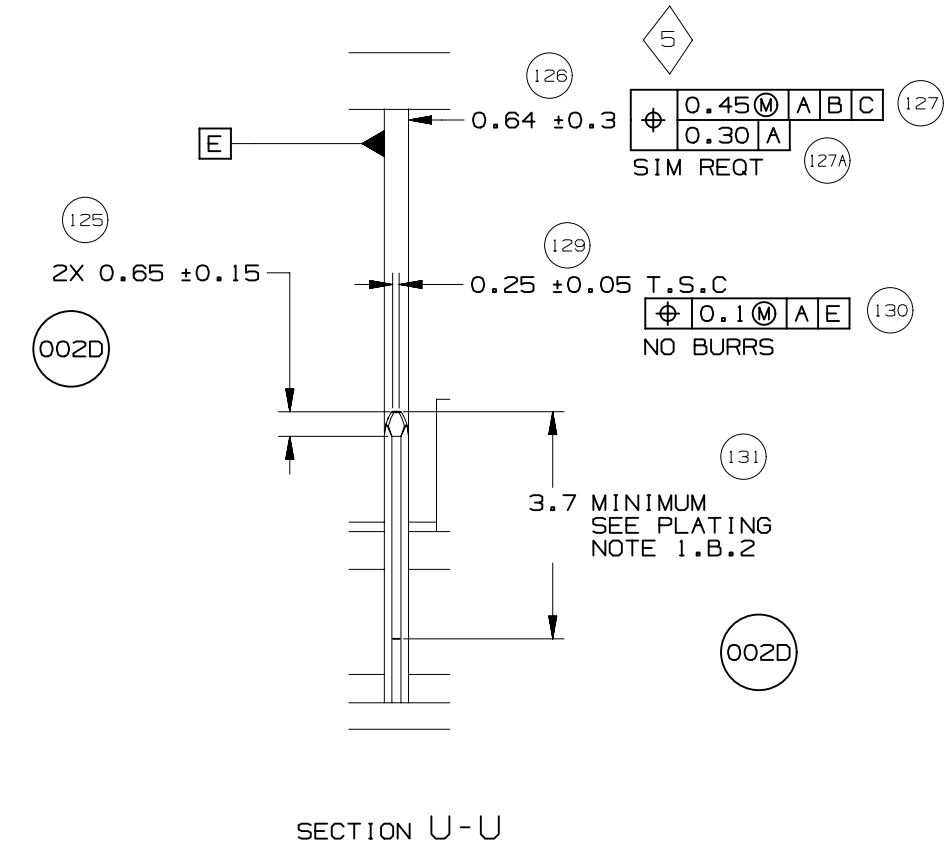 5
126
0.64 ±0.3
⌖ 0.45Ⓜ A B C
127
0.30 A
127A
SIM REQT
E
125
2X 0.65 ±0.15
129
0.25 ±0.05 T.S.C
⌖ 0.1Ⓜ A E
130
NO BURRS
002D
131
3.7 MINIMUM
SEE PLATING
NOTE 1.B.2
002D
SECTION U-U